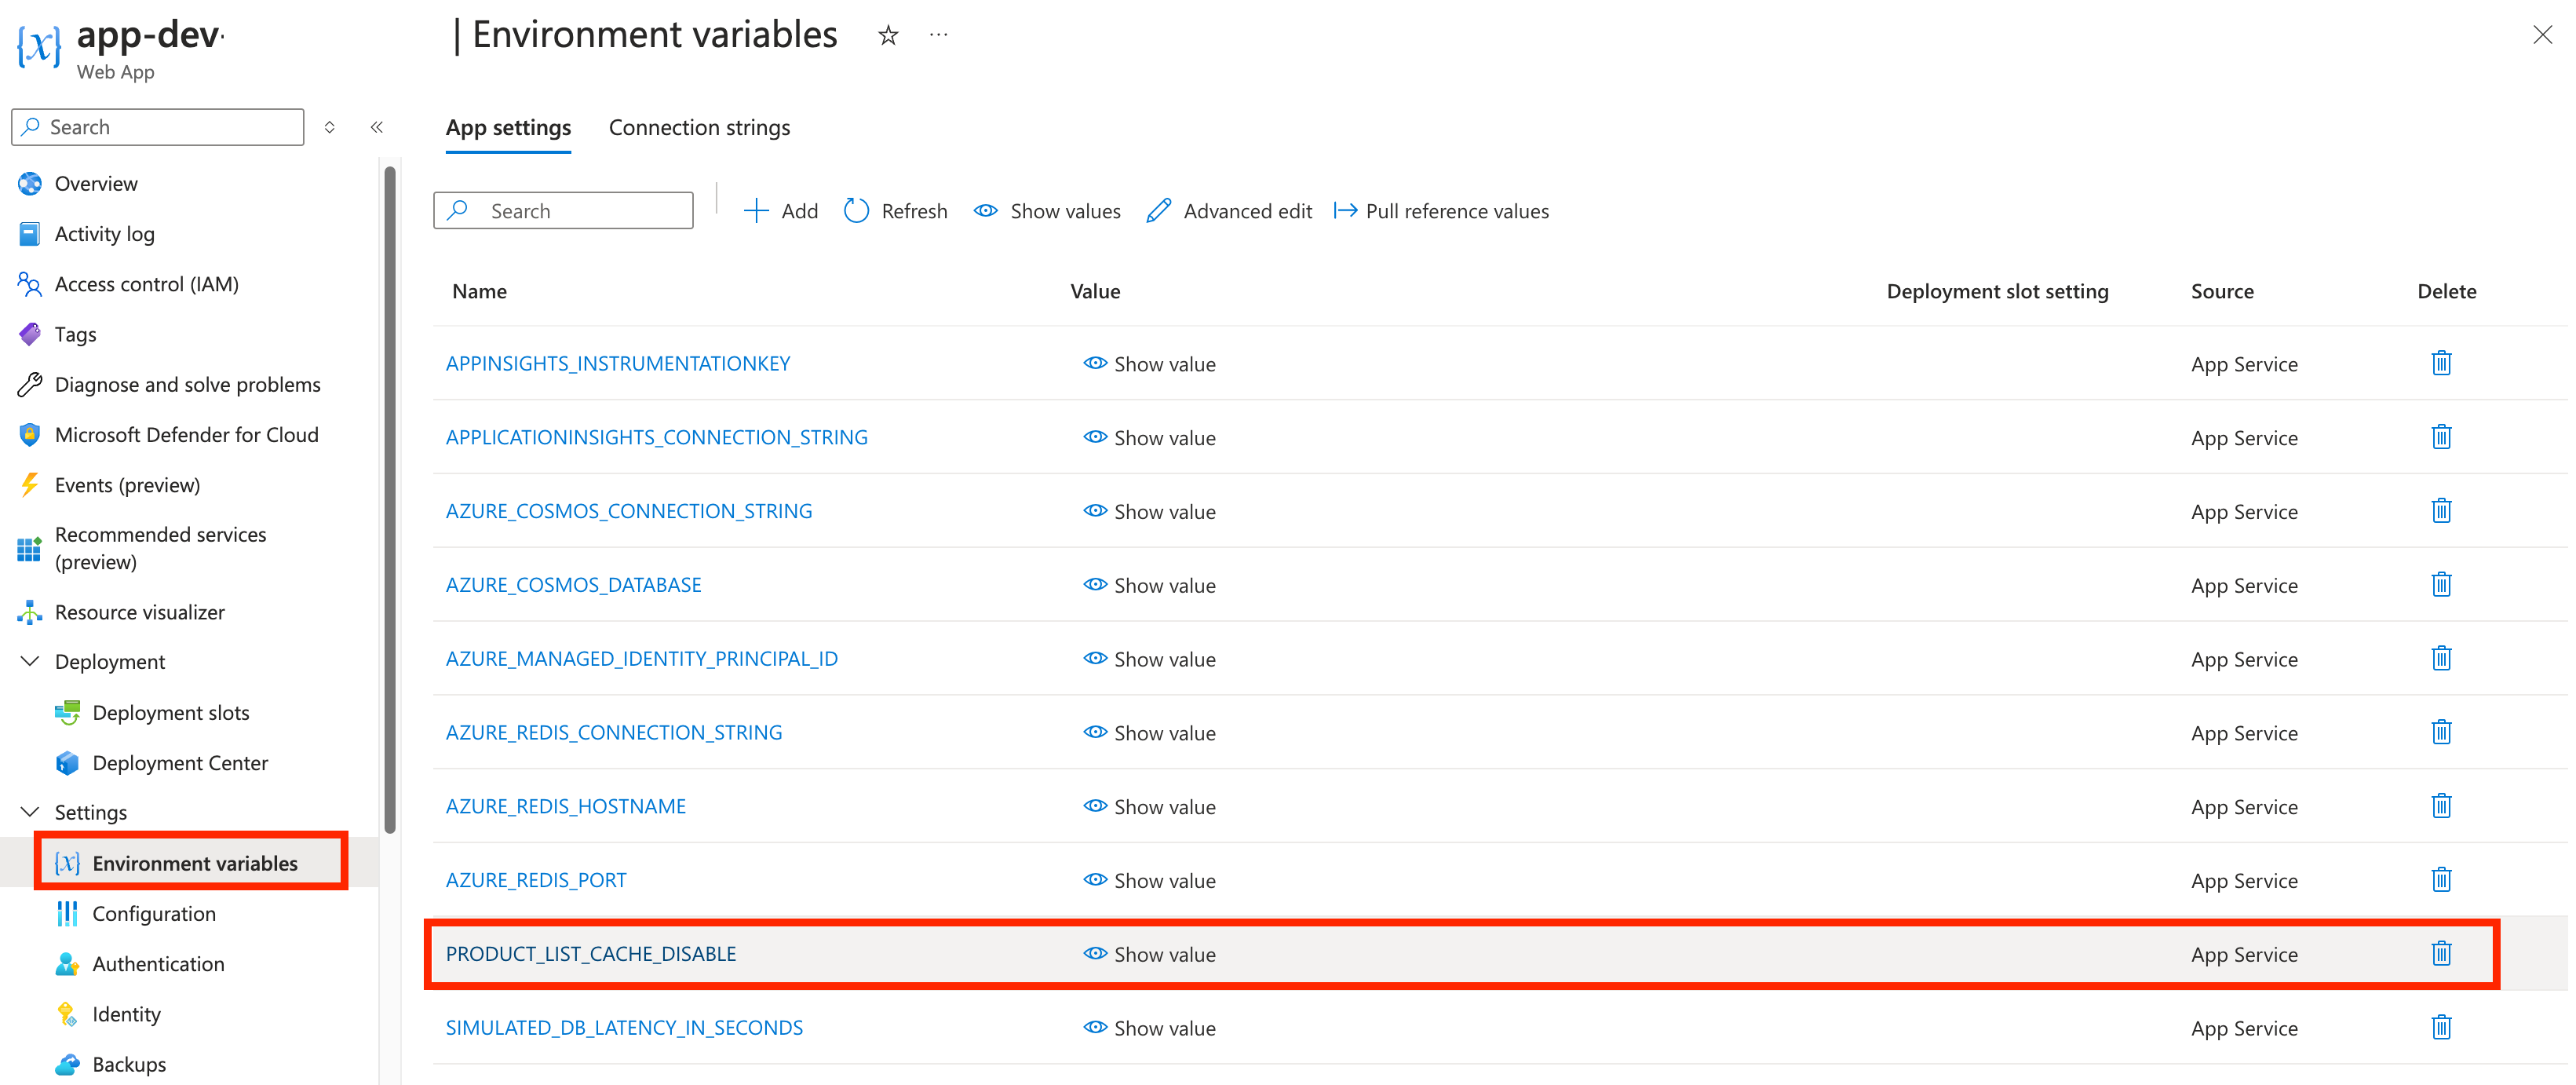 app-dev
| Environment variables
Web App
Search
App settings
Connection strings
Overview
Activity log
Access control (IAM)
Tags
Diagnose and solve problems
Microsoft Defender for Cloud
Events (preview)
Recommended services
(preview)
Resource visualizer
Deployment
Deployment slots
Deployment Center
Settings
{x} Environment variables
Configuration
Authentication
Identity
Backups
Search
Add
Refresh
Show values
Advanced edit
Pull reference values
Name Value Deployment slot setting Source Delete
APPINSIGHTS_INSTRUMENTATIONKEY Show value App Service
APPLICATIONINSIGHTS_CONNECTION_STRING Show value App Service
AZURE_COSMOS_CONNECTION_STRING Show value App Service
AZURE_COSMOS_DATABASE Show value App Service
AZURE_MANAGED_IDENTITY_PRINCIPAL_ID Show value App Service
AZURE_REDIS_CONNECTION_STRING Show value App Service
AZURE_REDIS_HOSTNAME Show value App Service
AZURE_REDIS_PORT Show value App Service
PRODUCT_LIST_CACHE_DISABLE Show value App Service
SIMULATED_DB_LATENCY_IN_SECONDS Show value App Service